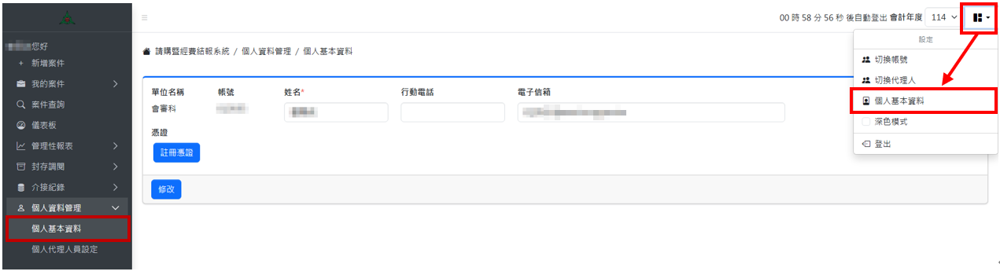 00 時 58 分 56 秒 後自動登出 會計年度 114
您好
+ 新增案件
我的案件
案件查詢
儀表板
管理性報表
封存調閱
介接紀錄
個人資料管理
個人基本資料
個人代理人員設定
請購暨經費結報系統 / 個人資料管理 / 個人基本資料
單位名稱 帳號 姓名* 行動電話 電子信箱
會審科
憑證
註冊憑證
修改
設定
切換帳號
切換代理人
個人基本資料
深色模式
登出